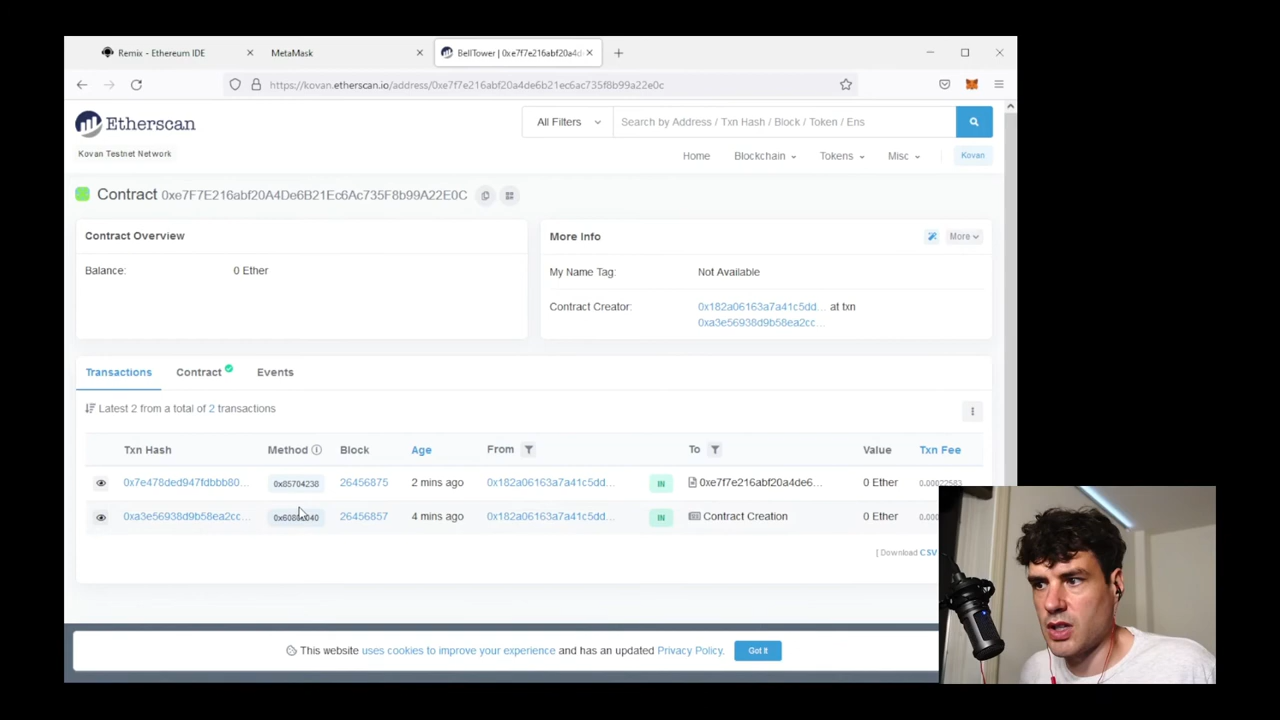 Remix - Ethereum IDE
MetaMask
BellTower | 0xe7f7e216abf20a4d
https://kovan.etherscan.io/address/0xe7f7e216abf20a4de6b21ec6ac735f8b99a22e0c
Etherscan
All Filters
Search by Address / Txn Hash / Block / Token / Ens
Kovan Testnet Network
Home
Blockchain
Tokens
Misc
Kovan
Contract 0xe7F7E216abf20A4De6B21Ec6Ac735F8b99A22E0C
Contract Overview
More Info
More
Balance: 0 Ether
My Name Tag: Not Available
Contract Creator: 0x182a06163a7a41c5dd... at txn
0xa3e56938d9b58ea2cc...
Transactions
Contract
Events
Latest 2 from a total of 2 transactions
Txn Hash Method Block Age From To Value Txn Fee
0x7e478ded947fdbbb80... 0x85704238 26456875 2 mins ago 0x182a06163a7a41c5dd... IN 0xe7f7e216abf20a4de6... 0 Ether 0.00022583
0xa3e56938d9b58ea2cc... 26456857 4 mins ago 0x182a06163a7a41c5dd... IN Contract Creation 0 Ether
[ Download CSV
This website uses cookies to improve your experience and has an updated Privacy Policy.
Got it